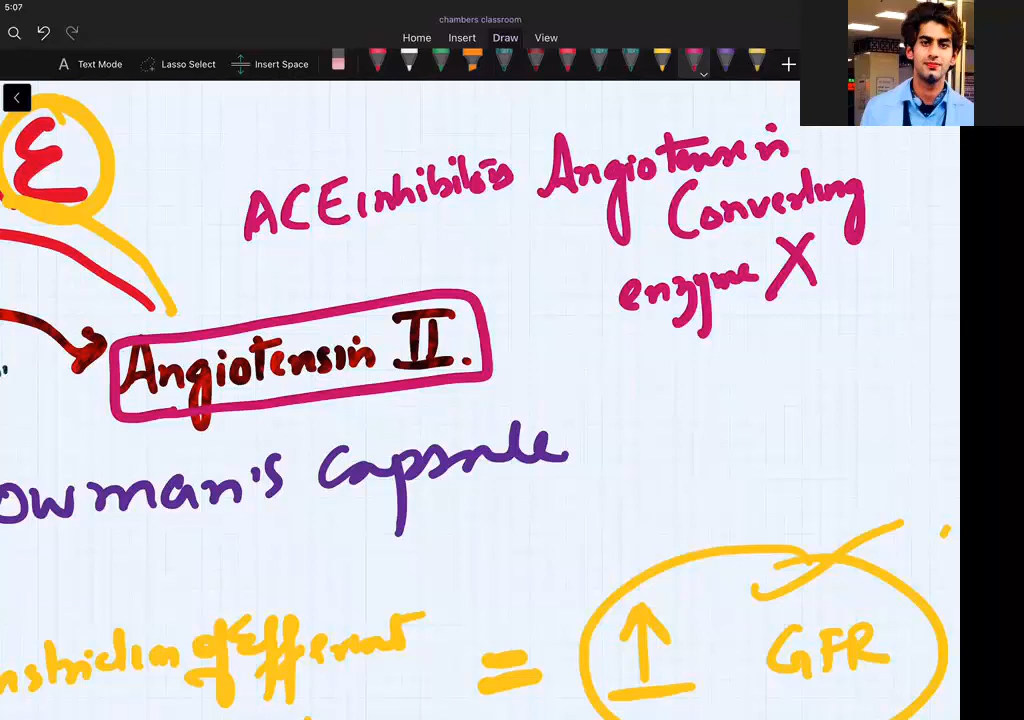 5:07
chambers classroom
Home Insert Draw View
Text Mode Lasso Select Insert Space
E
ACE inhibitors Angiotensin
Converting
enzyme X
Angiotensin II.
owman's capsule
nstriction of Efferent = ↑ GFR